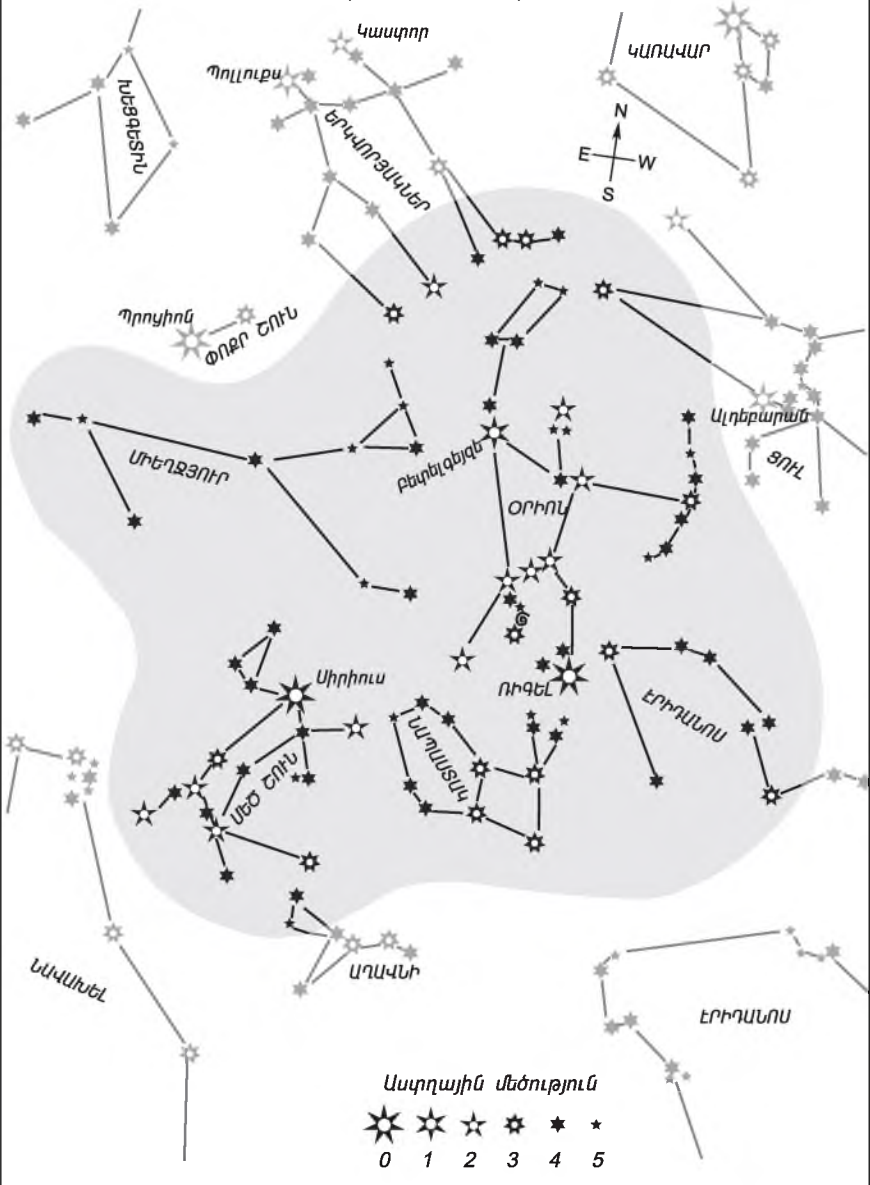 Կաստոր
Պոլլուքս
ԿԱՌԱՎԱՐ
ԽԵՑԳԵՏԻՆ
ԵՐԿՎՈՐՅԱԿՆԵՐ
N
E
W
S
Պրոցիոն
ՓՈՔՐ ՇՈՒՆ
Ալդեբարան
ՑՈՒԼ
ՄԻԵՂՋՅՈՒՐ
Բետելգեյզե
ՕՐԻՈՆ
Սիրիուս
ՌԻԳԵԼ
ԷՐԻԴԱՆՈՍ
ՆԱՊԱՍՏԱԿ
ՄԵԾ ՇՈՒՆ
ՆԱՎԱԽԵԼ
ԱՂԱՎՆԻ
ԷՐԻԴԱՆՈՍ
Աստղային մեծություն
0 1 2 3 4 5